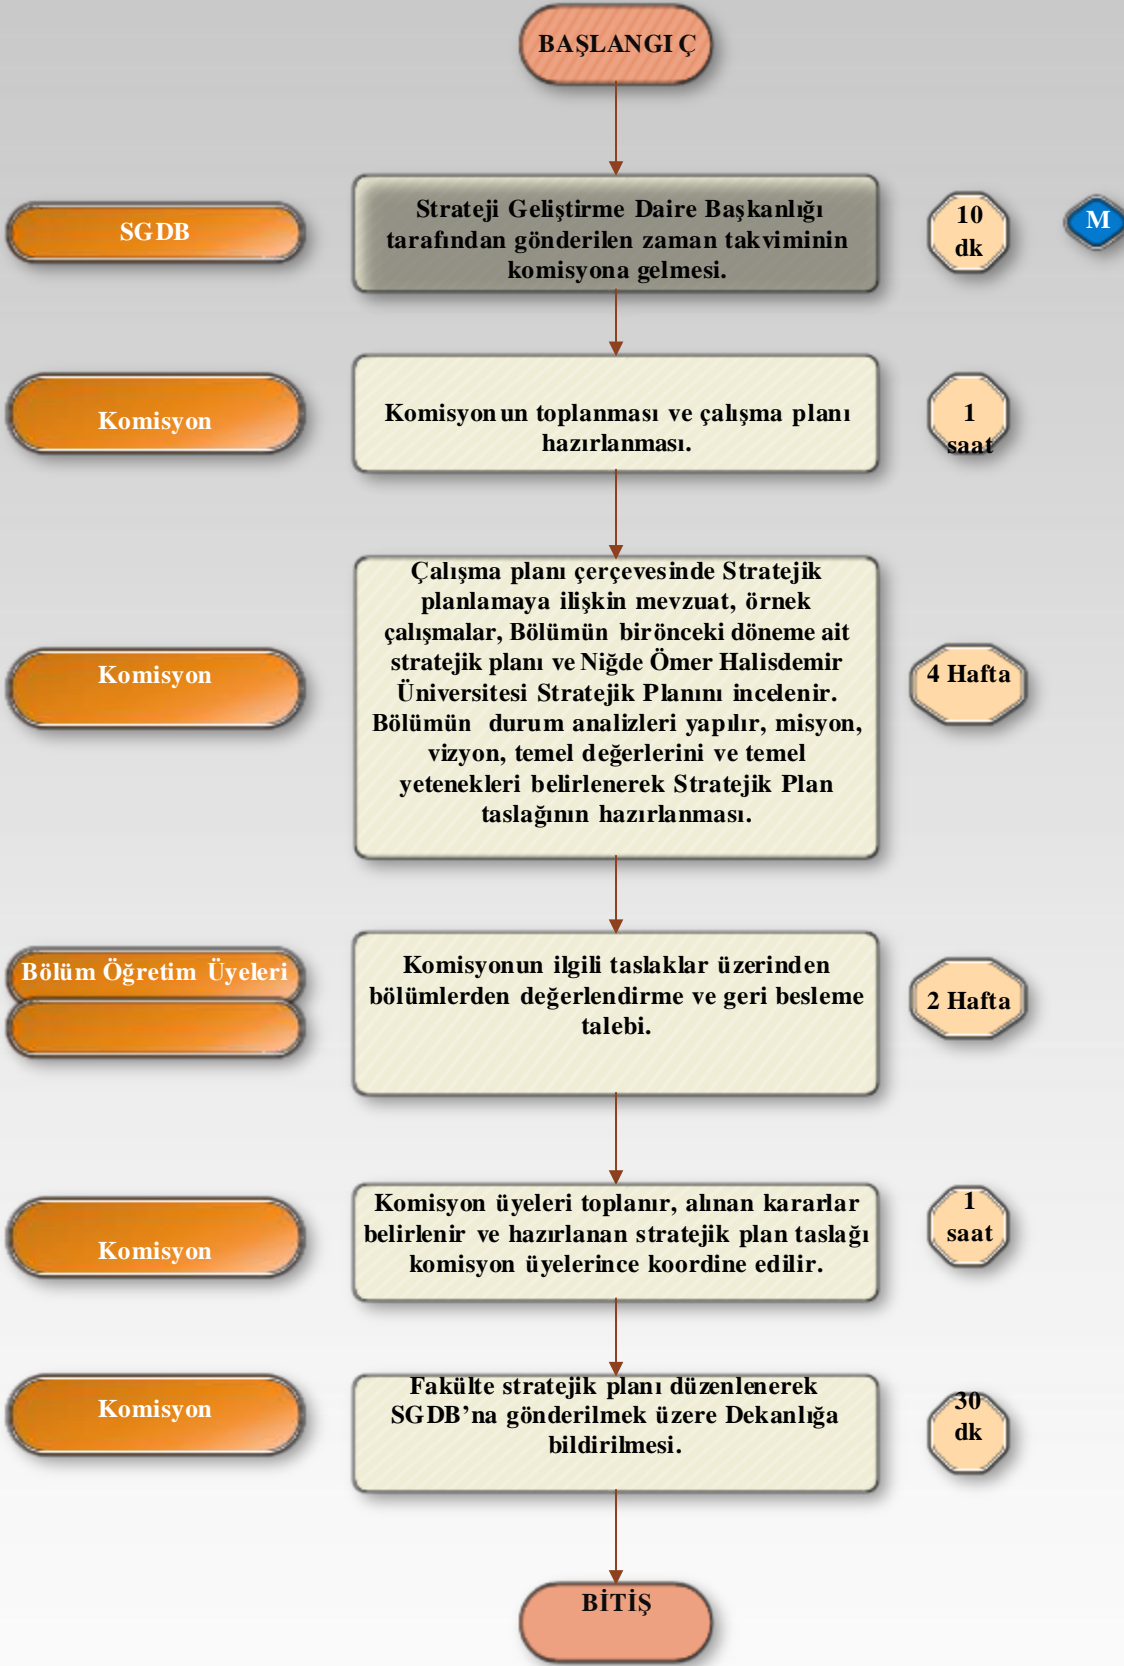 BAŞLANGI Ç
SGDB
Strateji Geliştirme Daire Başkanlığı
tarafından gönderilen zaman takviminin
komisyona gelmesi.
10
dk
M
Komisyon
Komisyonun toplanması ve çalışma planı
hazırlanması.
1
saat
Komisyon
Çalışma planı çerçevesinde Stratejik
planlamaya ilişkin mevzuat, örnek
çalışmalar, Bölümün bir önceki döneme ait
stratejik planı ve Niğde Ömer Halisdemir
Üniversitesi Stratejik Planını incelenir.
Bölümün durum analizleri yapılır, misyon,
vizyon, temel değerlerini ve temel
yetenekleri belirlenerek Stratejik Plan
taslağının hazırlanması.
4 Hafta
Bölüm Öğretim Üyeleri
Komisyonun ilgili taslaklar üzerinden
bölümlerden değerlendirme ve geri besleme
talebi.
2 Hafta
Komisyon
Komisyon üyeleri toplanır, alınan kararlar
belirlenir ve hazırlanan stratejik plan taslağı
komisyon üyelerince koordine edilir.
1
saat
Komisyon
Fakülte stratejik planı düzenlenerek
SGDB’na gönderilmek üzere Dekanlığa
bildirilmesi.
30
dk
BİTİŞ